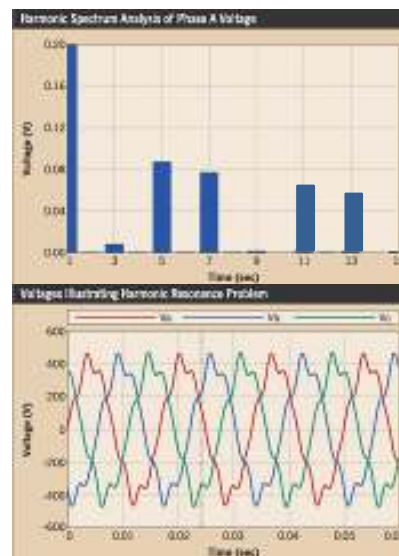 Harmonic Spectrum Analysis of Phase A Voltage
0.20
0.16
0.12
0.08
0.04
0.00
Voltage (V)
1 3 5 7 9 11 13
Time (sec)
Voltages Illustrating Harmonic Resonance Problem
Va Vb Vc
600
400
200
0
-200
-400
-600
Voltage (V)
0 0.01 0.02 0.03 0.04 0.05
Time (sec)